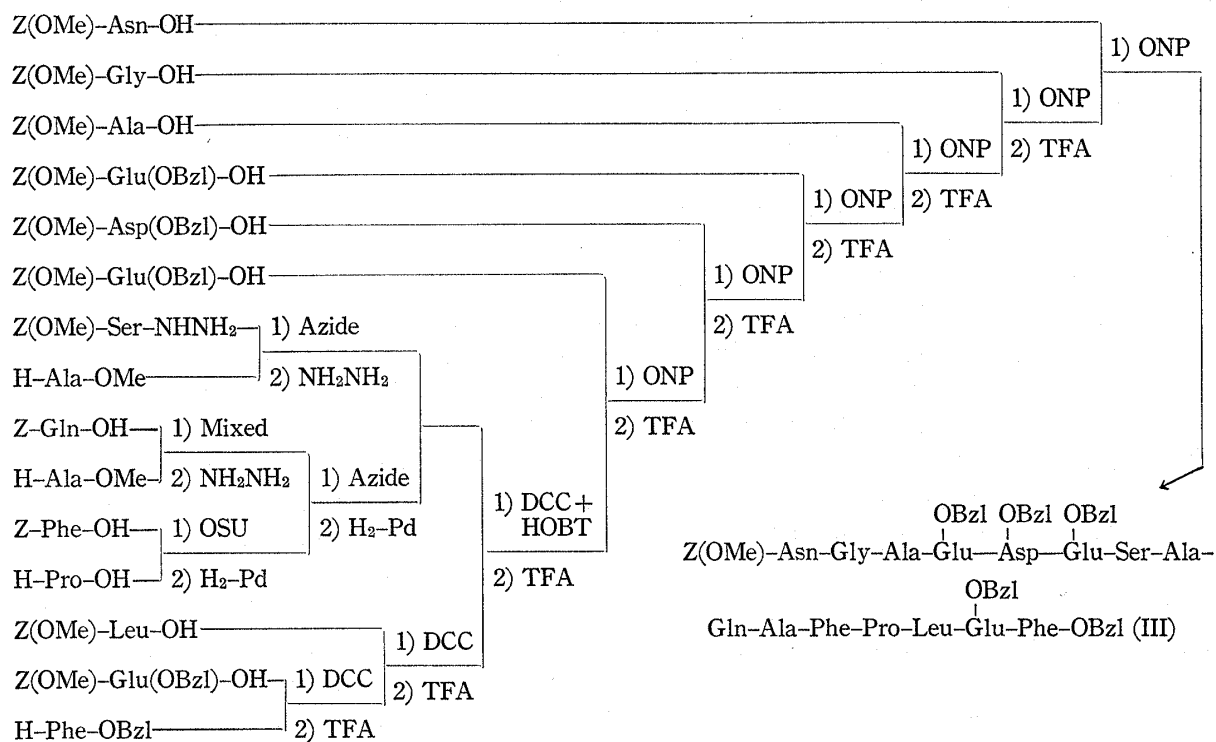 Z(OMe)–Asn–OH
1) ONP
Z(OMe)–Gly–OH
1) ONP
2) TFA
Z(OMe)–Ala–OH
1) ONP
2) TFA
Z(OMe)–Glu(OBzl)–OH
1) ONP
2) TFA
Z(OMe)–Asp(OBzl)–OH
1) ONP
2) TFA
Z(OMe)–Glu(OBzl)–OH
1) ONP
2) TFA
Z(OMe)–Ser–NHNH₂
1) Azide
H–Ala–OMe
2) NH₂NH₂
Z–Gln–OH
1) Mixed
H–Ala–OMe
2) NH₂NH₂
1) Azide
2) H₂–Pd
Z–Phe–OH
1) OSU
H–Pro–OH
2) H₂–Pd
1) DCC+
HOBT
2) TFA
Z(OMe)–Leu–OH
1) DCC
2) TFA
Z(OMe)–Glu(OBzl)–OH
1) DCC
H–Phe–OBzl
2) TFA
OBzl OBzl OBzl
Z(OMe)–Asn–Gly–Ala–Glu—Asp—Glu–Ser–Ala–
OBzl
Gln–Ala–Phe–Pro–Leu–Glu–Phe–OBzl (III)